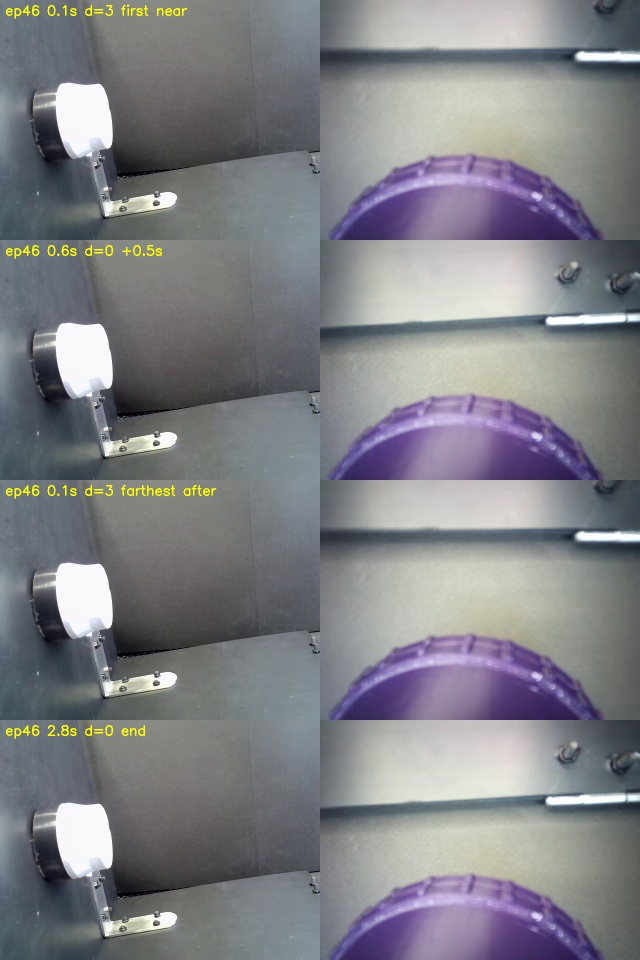 ep46 0.1s d=3 first near
ep46 0.6s d=0 +0.5s
ep46 0.1s d=3 farthest after
ep46 2.8s d=0 end